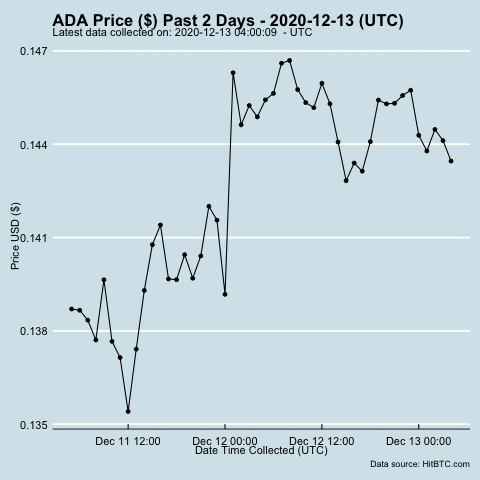 ADA Price ($) Past 2 Days - 2020-12-13 (UTC)
Latest data collected on: 2020-12-13 04:00:09  - UTC
0.147
0.144
0.141
0.138
0.135
Price USD ($)
Dec 11 12:00 Dec 12 00:00 Dec 12 12:00 Dec 13 00:00
Date Time Collected (UTC)
Data source: HitBTC.com